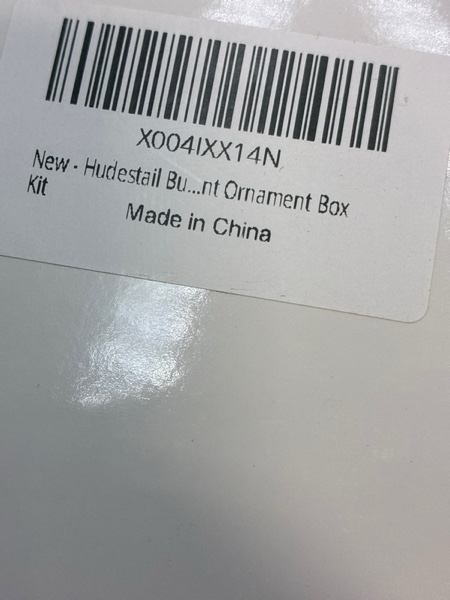 X004IXX14N
New - Hudestail Bu...nt Ornament Box
Kit
Made in China